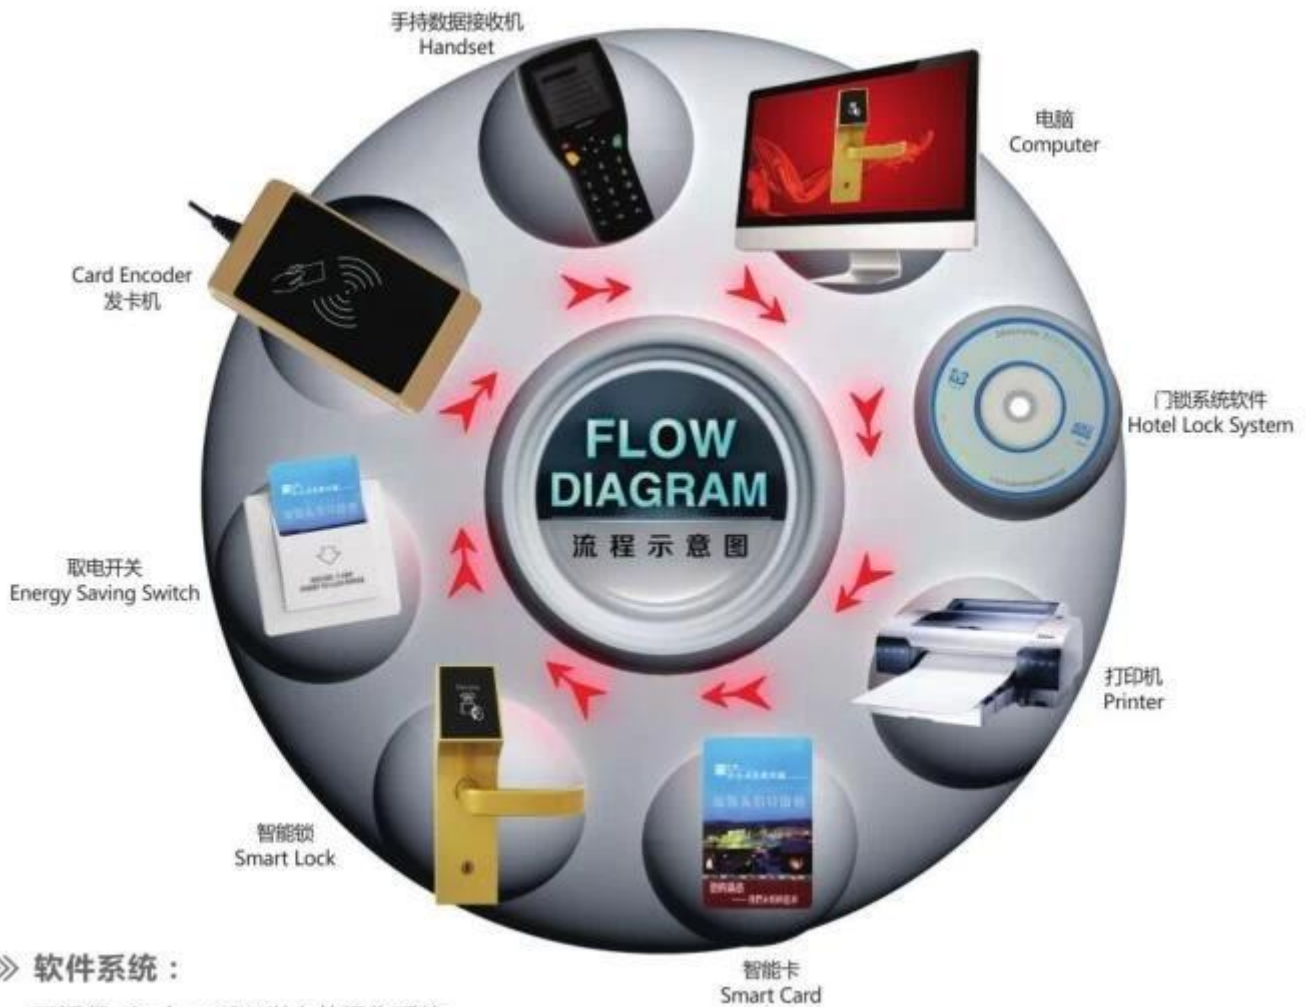 手持数据接收机
Handset
电脑
Computer
Card Encoder
发卡机
门锁系统软件
Hotel Lock System
FLOW
DIAGRAM
流程示意图
取电开关
Energy Saving Switch
打印机
Printer
智能锁
Smart Lock
智能卡
Smart Card
》 软件系统：